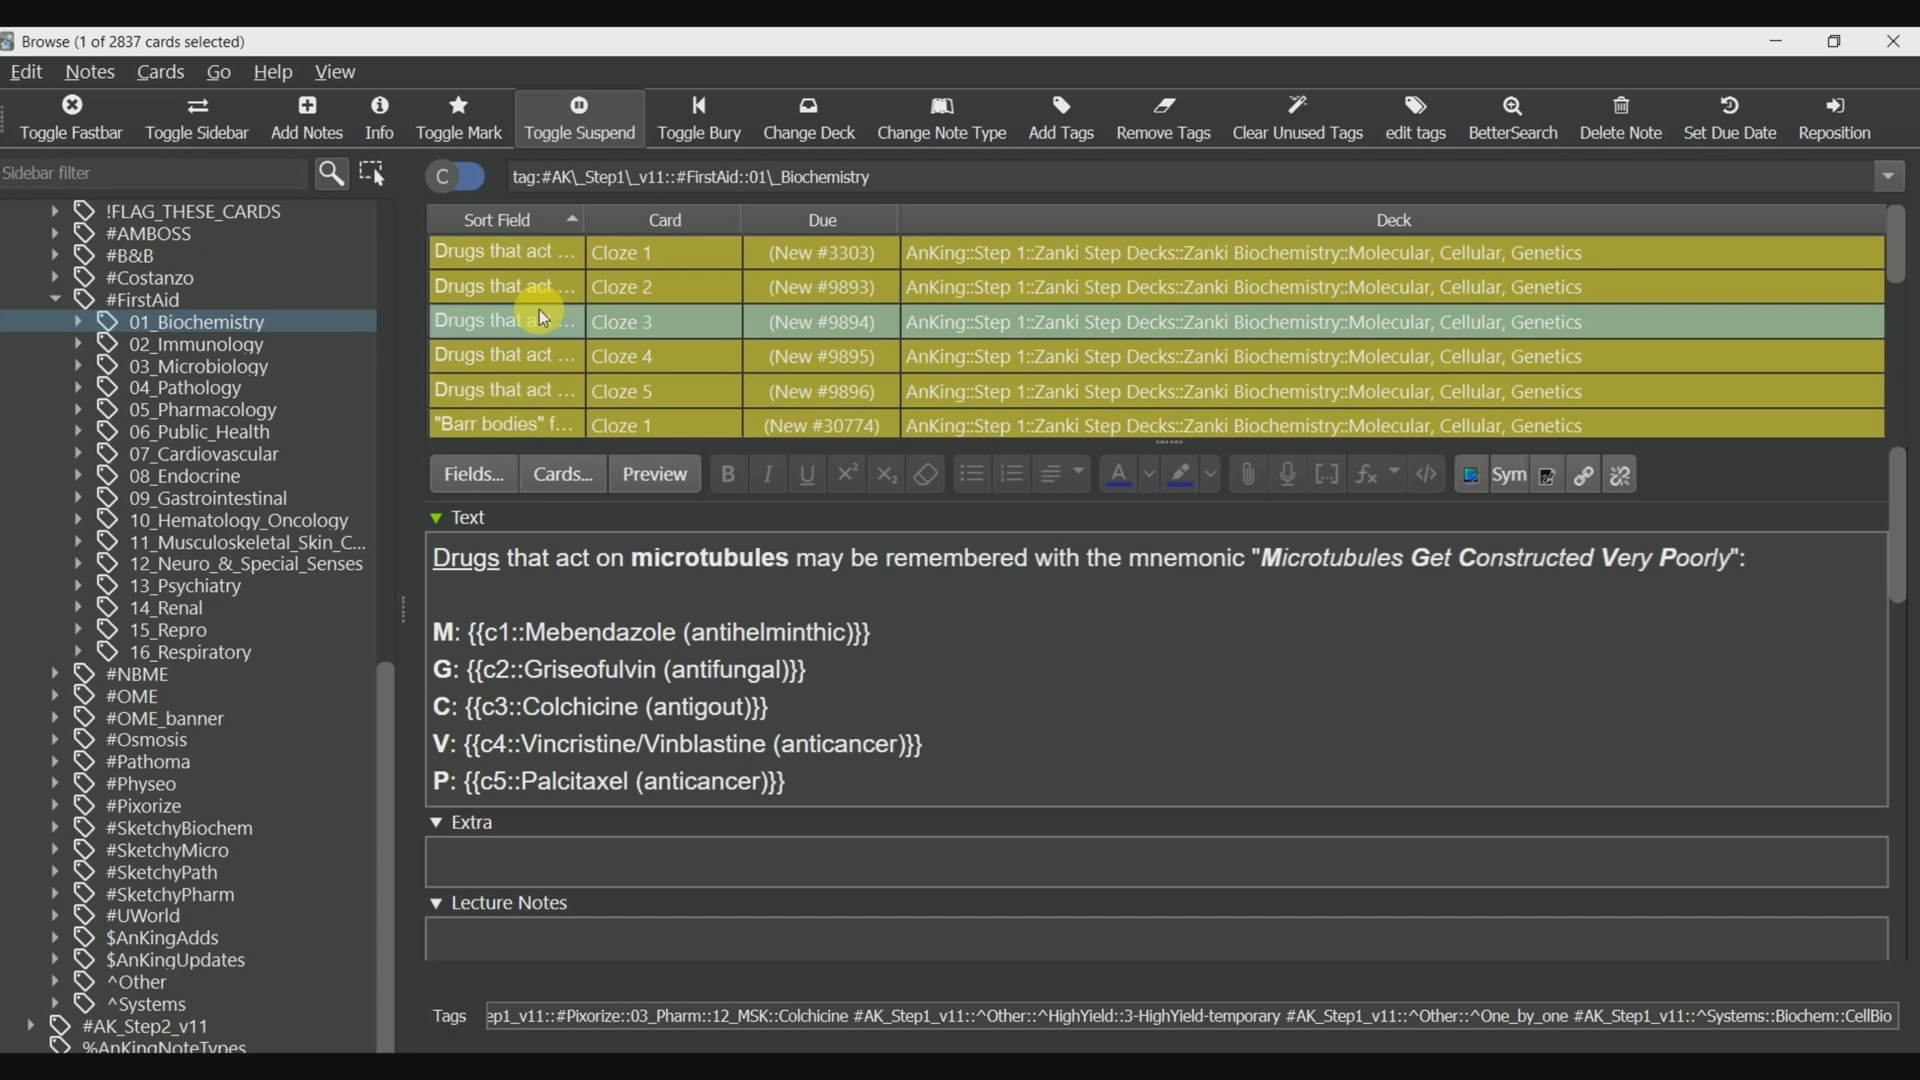 Browse (1 of 2837 cards selected)
Edit Notes Cards Go Help View
Toggle Fastbar Toggle Sidebar Add Notes Info Toggle Mark Toggle Suspend Toggle Bury Change Deck Change Note Type Add Tags Remove Tags Clear Unused Tags edit tags BetterSearch Delete Note Set Due Date Reposition
Sidebar filter
!FLAG_THESE_CARDS
#AMBOSS
#B&B
#Costanzo
#FirstAid
01_Biochemistry
02_Immunology
03_Microbiology
04_Pathology
05_Pharmacology
06_Public_Health
07_Cardiovascular
08_Endocrine
09_Gastrointestinal
10_Hematology_Oncology
11_Musculoskeletal_Skin_C...
12_Neuro_&_Special_Senses
13_Psychiatry
14_Renal
15_Repro
16_Respiratory
#NBME
#OME
#OME_banner
#Osmosis
#Pathoma
#Physeo
#Pixorize
#SketchyBiochem
#SketchyMicro
#SketchyPath
#SketchyPharm
#UWorld
$AnKingAdds
$AnKingUpdates
^Other
^Systems
#AK_Step2_v11
%AnKingNoteTypes
C tag:#AK\_Step1\_v11::#FirstAid::01\_Biochemistry
Sort Field Card Due Deck
Drugs that act ... Cloze 1 (New #3303) AnKing::Step 1::Zanki Step Decks::Zanki Biochemistry::Molecular, Cellular, Genetics
Drugs that act ... Cloze 2 (New #9893) AnKing::Step 1::Zanki Step Decks::Zanki Biochemistry::Molecular, Cellular, Genetics
Drugs that act ... Cloze 3 (New #9894) AnKing::Step 1::Zanki Step Decks::Zanki Biochemistry::Molecular, Cellular, Genetics
Drugs that act ... Cloze 4 (New #9895) AnKing::Step 1::Zanki Step Decks::Zanki Biochemistry::Molecular, Cellular, Genetics
Drugs that act ... Cloze 5 (New #9896) AnKing::Step 1::Zanki Step Decks::Zanki Biochemistry::Molecular, Cellular, Genetics
"Barr bodies" f... Cloze 1 (New #30774) AnKing::Step 1::Zanki Step Decks::Zanki Biochemistry::Molecular, Cellular, Genetics
Fields... Cards... Preview B I U x² x₂ A [...] fx </> Sym
Text
Drugs that act on microtubules may be remembered with the mnemonic "Microtubules Get Constructed Very Poorly":
M: {{c1::Mebendazole (antihelminthic)}}
G: {{c2::Griseofulvin (antifungal)}}
C: {{c3::Colchicine (antigout)}}
V: {{c4::Vincristine/Vinblastine (anticancer)}}
P: {{c5::Palcitaxel (anticancer)}}
Extra
Lecture Notes
Tags ep1_v11::#Pixorize::03_Pharm::12_MSK::Colchicine #AK_Step1_v11::^Other::^HighYield::3-HighYield-temporary #AK_Step1_v11::^Other::^One_by_one #AK_Step1_v11::^Systems::Biochem::CellBio